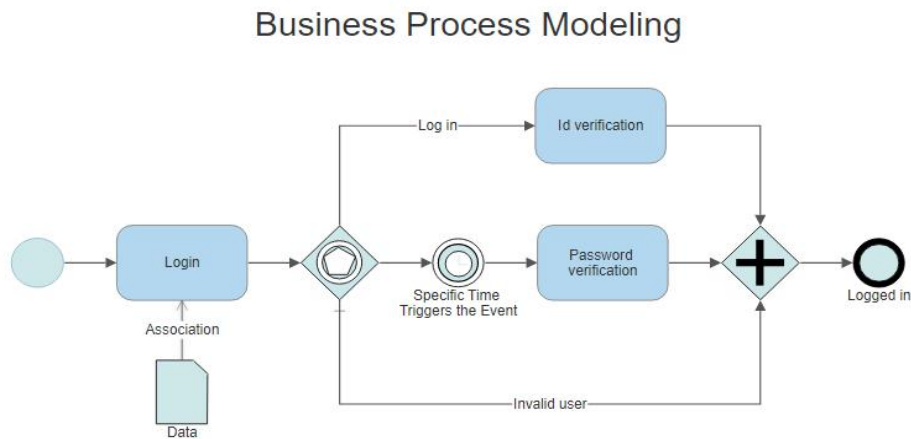 Business Process Modeling
Log in
Id verification
Login
Specific Time
Triggers the Event
Password
verification
Logged in
Association
Invalid user
Data